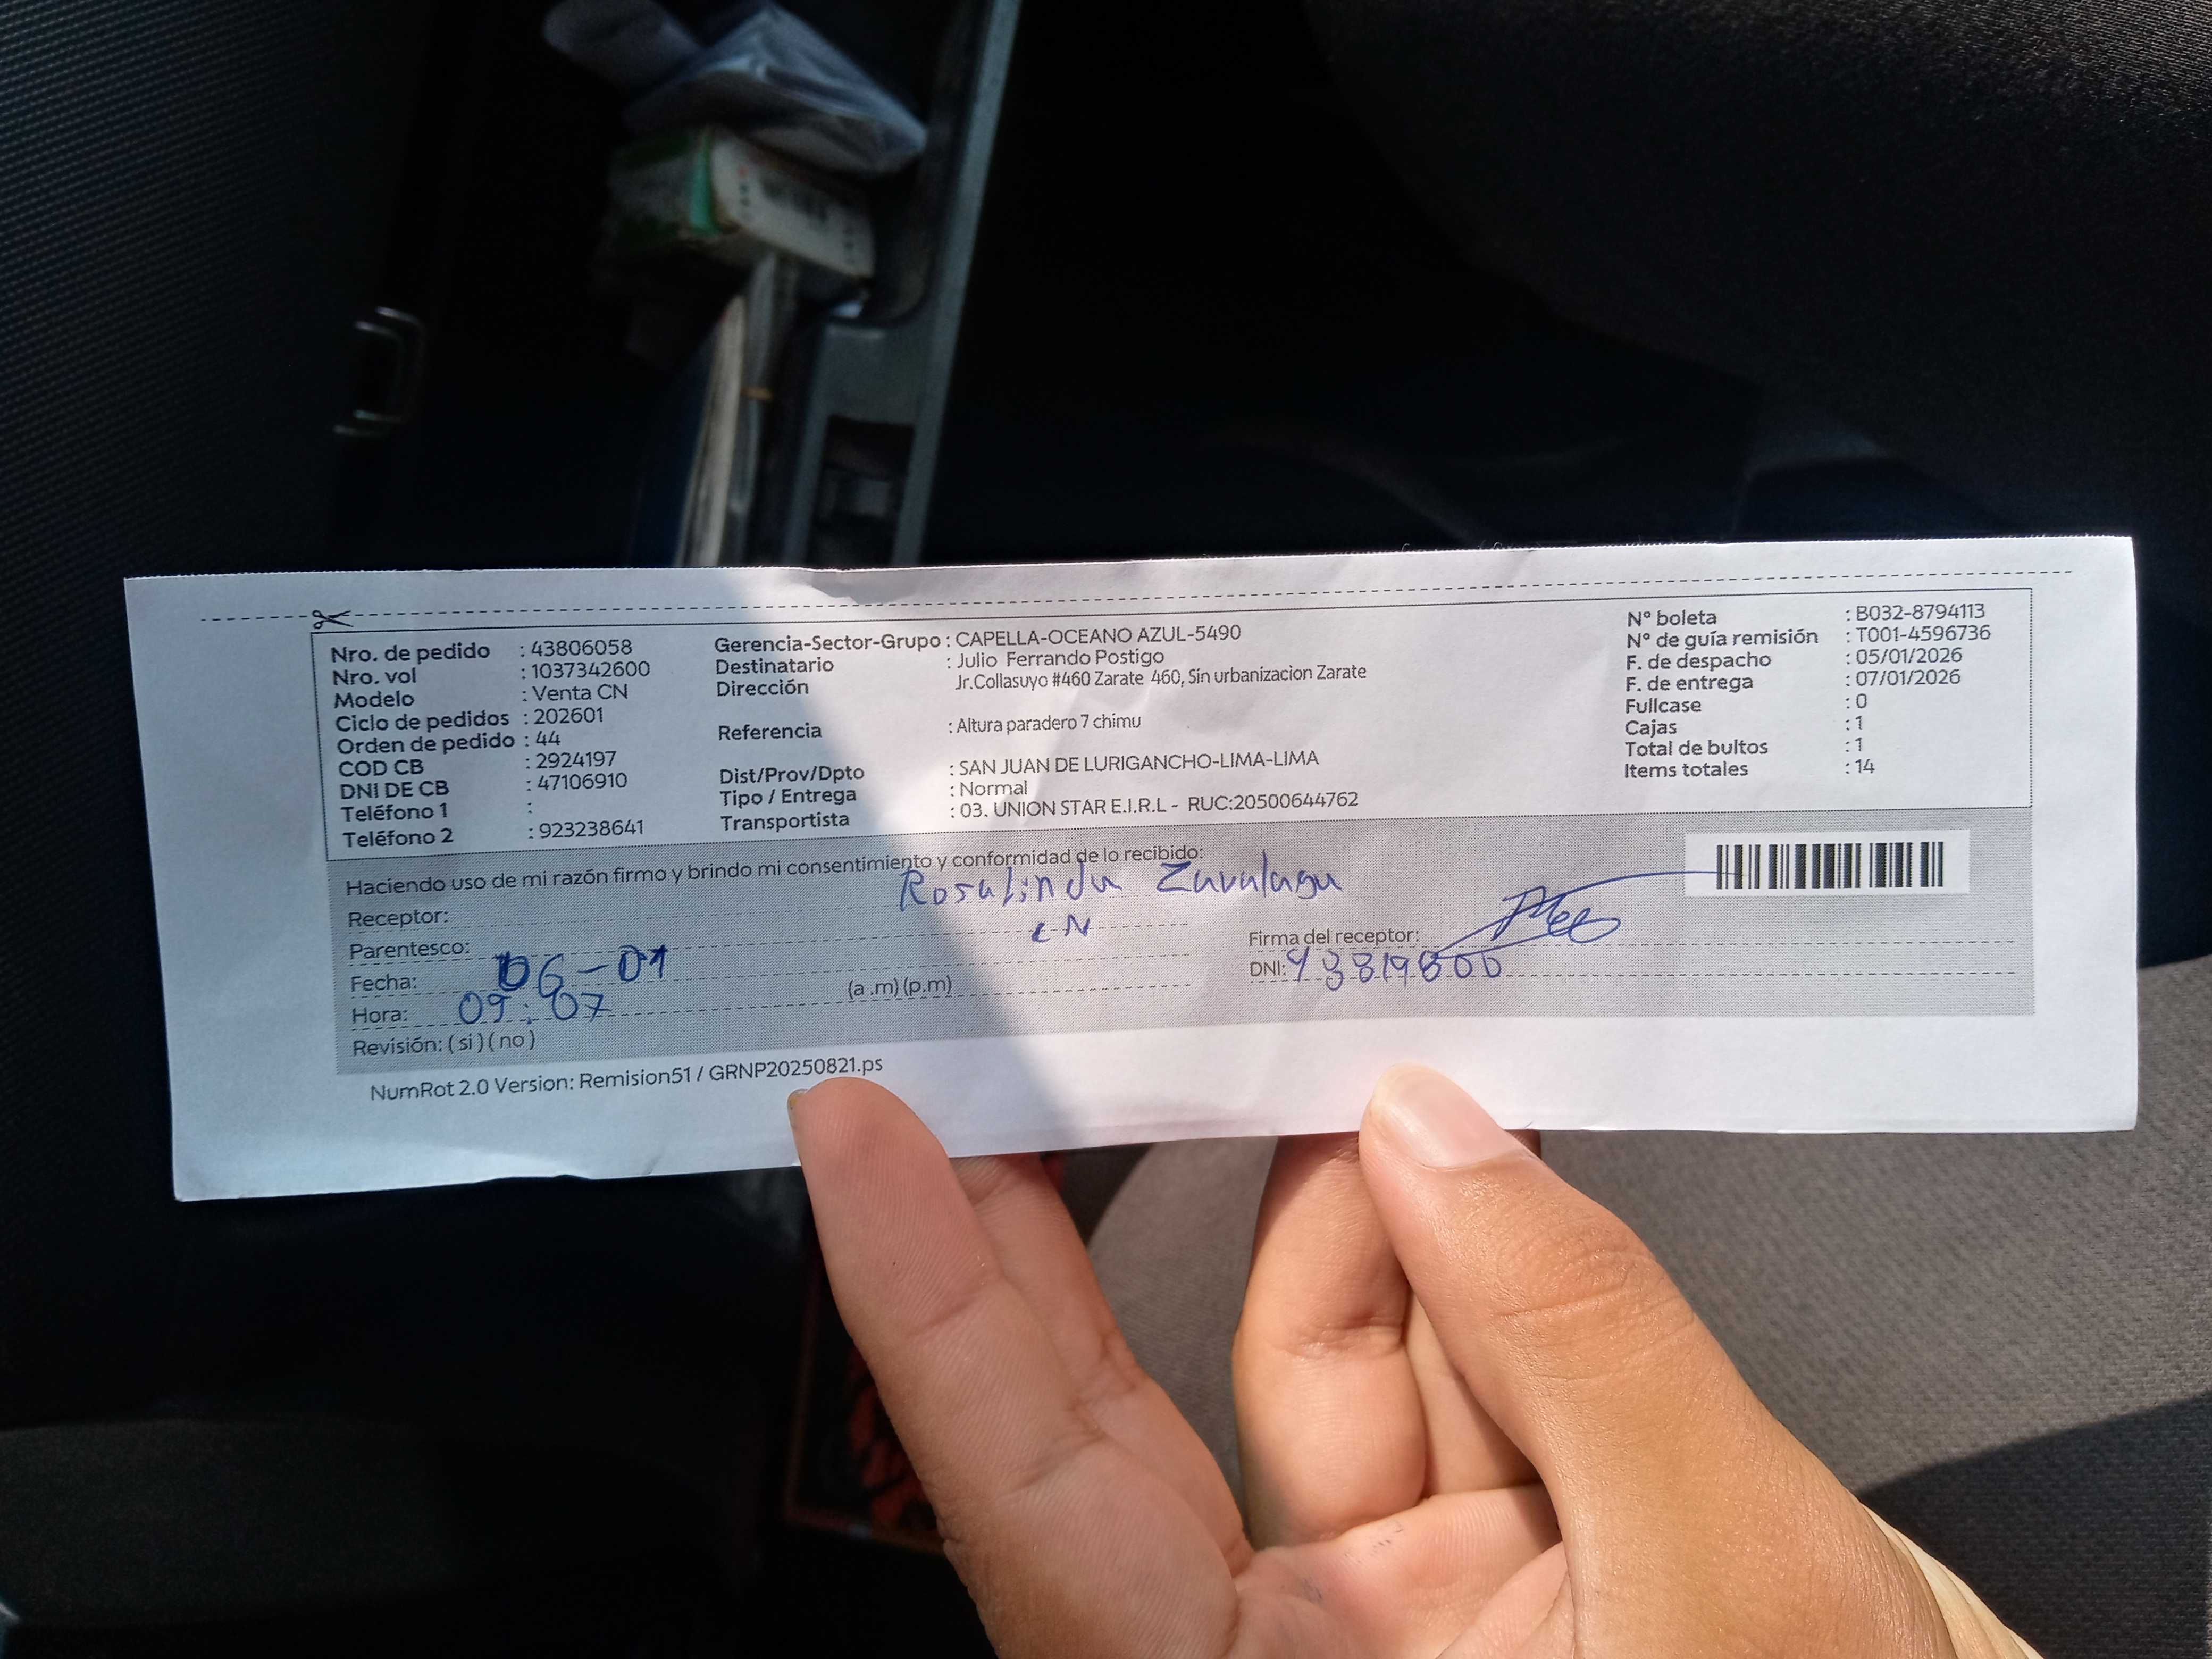 Nro. de pedido : 43806058
Nro. vol : 1037342600
Modelo : Venta CN
Ciclo de pedidos : 202601
Orden de pedido : 44
COD CB : 2924197
DNI DE CB : 47106910
Teléfono 1 :
Teléfono 2 : 923238641
Gerencia-Sector-Grupo : CAPELLA-OCEANO AZUL-5490
Destinatario : Julio Ferrando Postigo
Dirección Jr.Collasuyo #460 Zarate 460, Sin urbanizacion Zarate
Referencia : Altura paradero 7 chimu
Dist/Prov/Dpto : SAN JUAN DE LURIGANCHO-LIMA-LIMA
Tipo / Entrega : Normal
Transportista : 03. UNION STAR E.I.R.L - RUC:20500644762
N° boleta : B032-8794113
N° de guía remisión : T001-4596736
F. de despacho : 05/01/2026
F. de entrega : 07/01/2026
Fullcase : 0
Cajas : 1
Total de bultos : 1
Items totales : 14
Haciendo uso de mi razón firmo y brindo mi consentimiento y conformidad de lo recibido:
Receptor: Rosalinda Zavalaga
Parentesco: CN
Fecha: 06-01
Hora: 09:07 (a .m) (p.m)
Revisión: ( si ) ( no )
Firma del receptor:
DNI:
NumRot 2.0 Version: Remision51 / GRNP20250821.ps